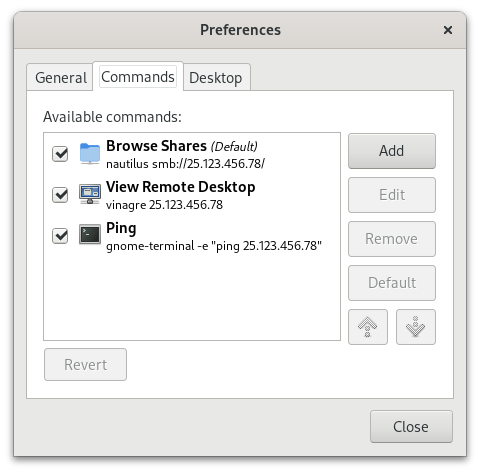 Preferences
General Commands Desktop
Available commands:
Browse Shares (Default)
nautilus smb://25.123.456.78/
View Remote Desktop
vinagre 25.123.456.78
Ping
gnome-terminal -e "ping 25.123.456.78"
Add
Edit
Remove
Default
Revert
Close